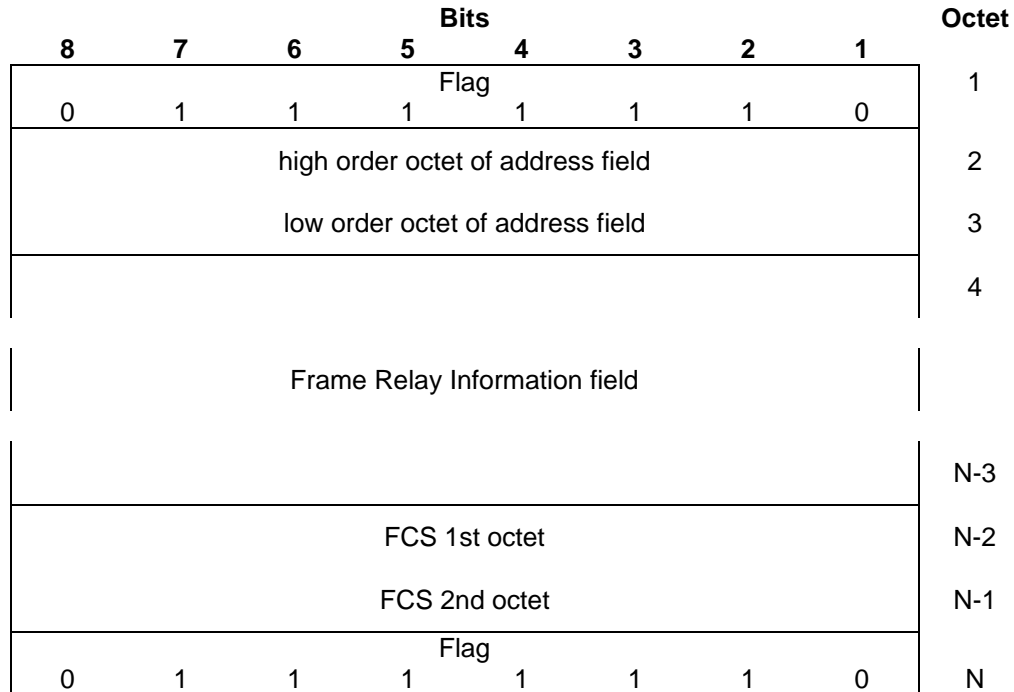 Bits Octet
8 7 6 5 4 3 2 1
Flag 1
0 1 1 1 1 1 1 0
high order octet of address field 2
low order octet of address field 3
4
Frame Relay Information field
N-3
FCS 1st octet N-2
FCS 2nd octet N-1
Flag
0 1 1 1 1 1 1 0 N